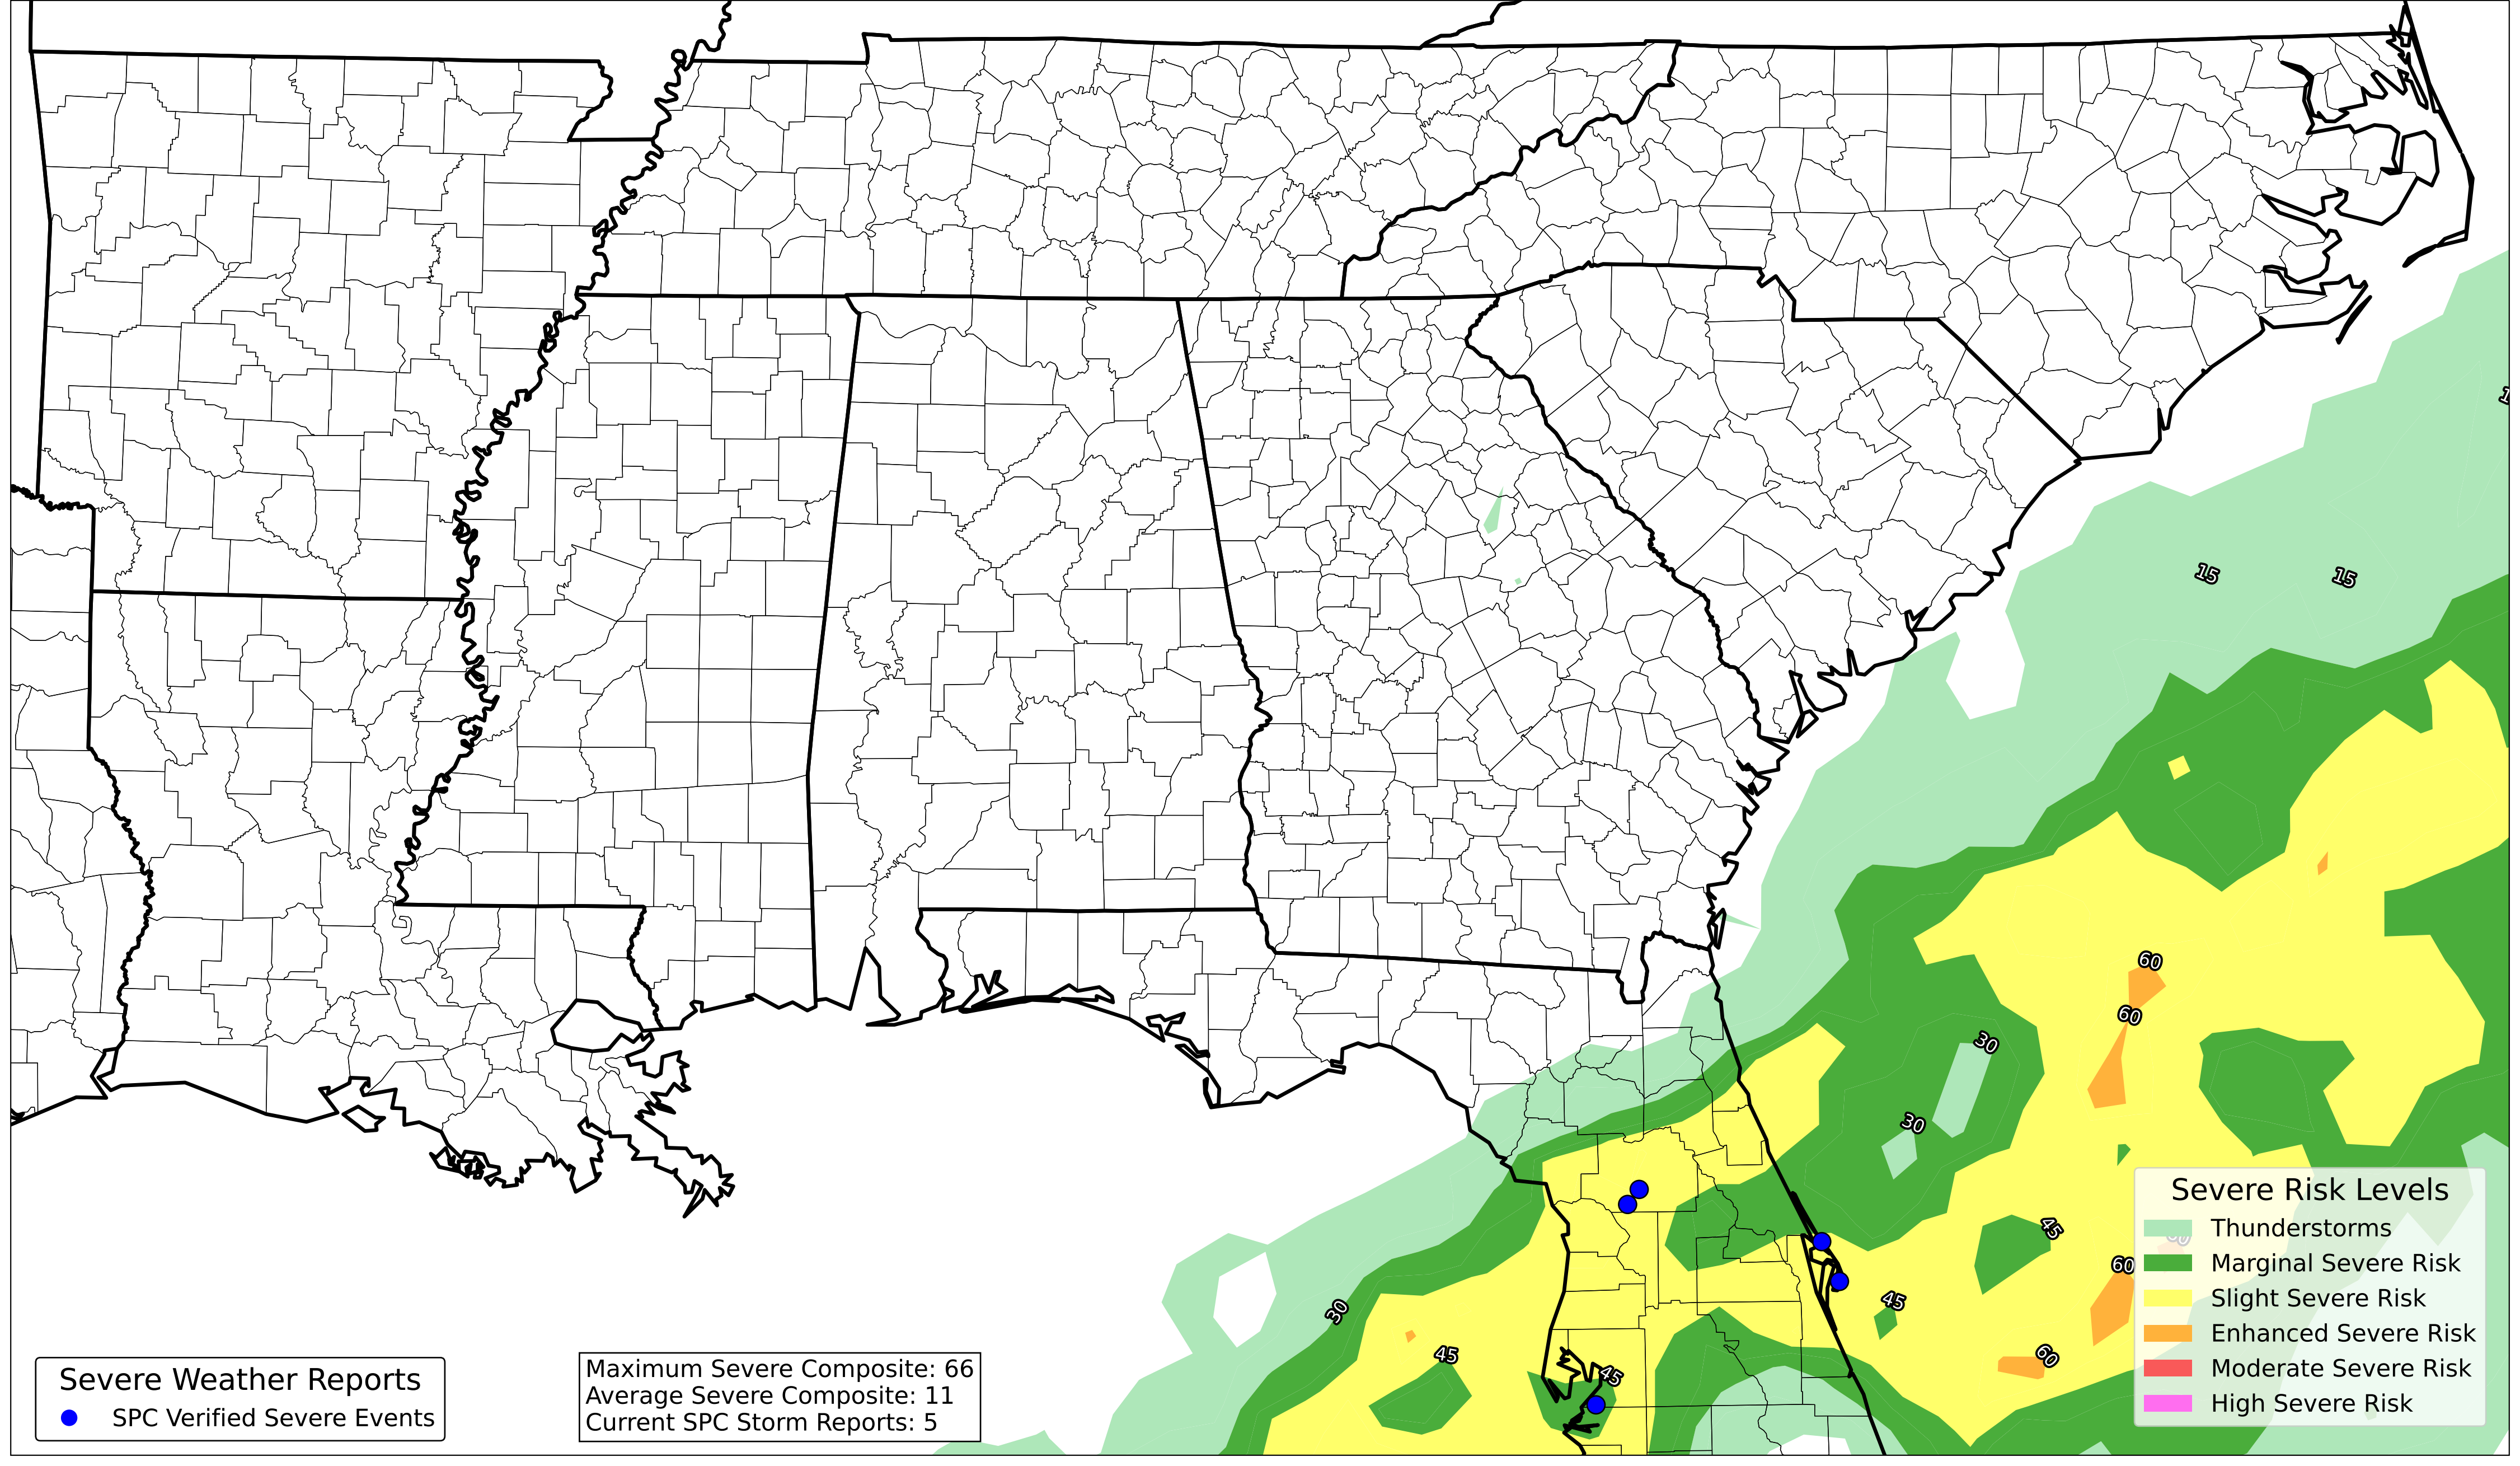 1
15
15
60
60
30
30
45
60
30
45
60
45
45
Severe Risk Levels
Thunderstorms
Marginal Severe Risk
Slight Severe Risk
Enhanced Severe Risk
Moderate Severe Risk
High Severe Risk
Severe Weather Reports
SPC Verified Severe Events
Maximum Severe Composite: 66
Average Severe Composite: 11
Current SPC Storm Reports: 5